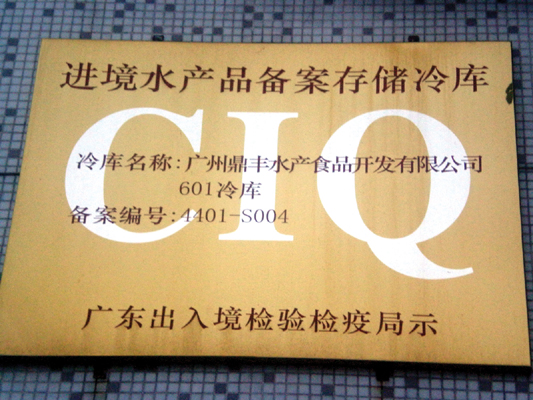 进境水产品备案存储冷库
CIQ
冷库名称:广州鼎丰水产食品开发有限公司
601冷库
备案编号:4401-S004
广东出入境检验检疫局示